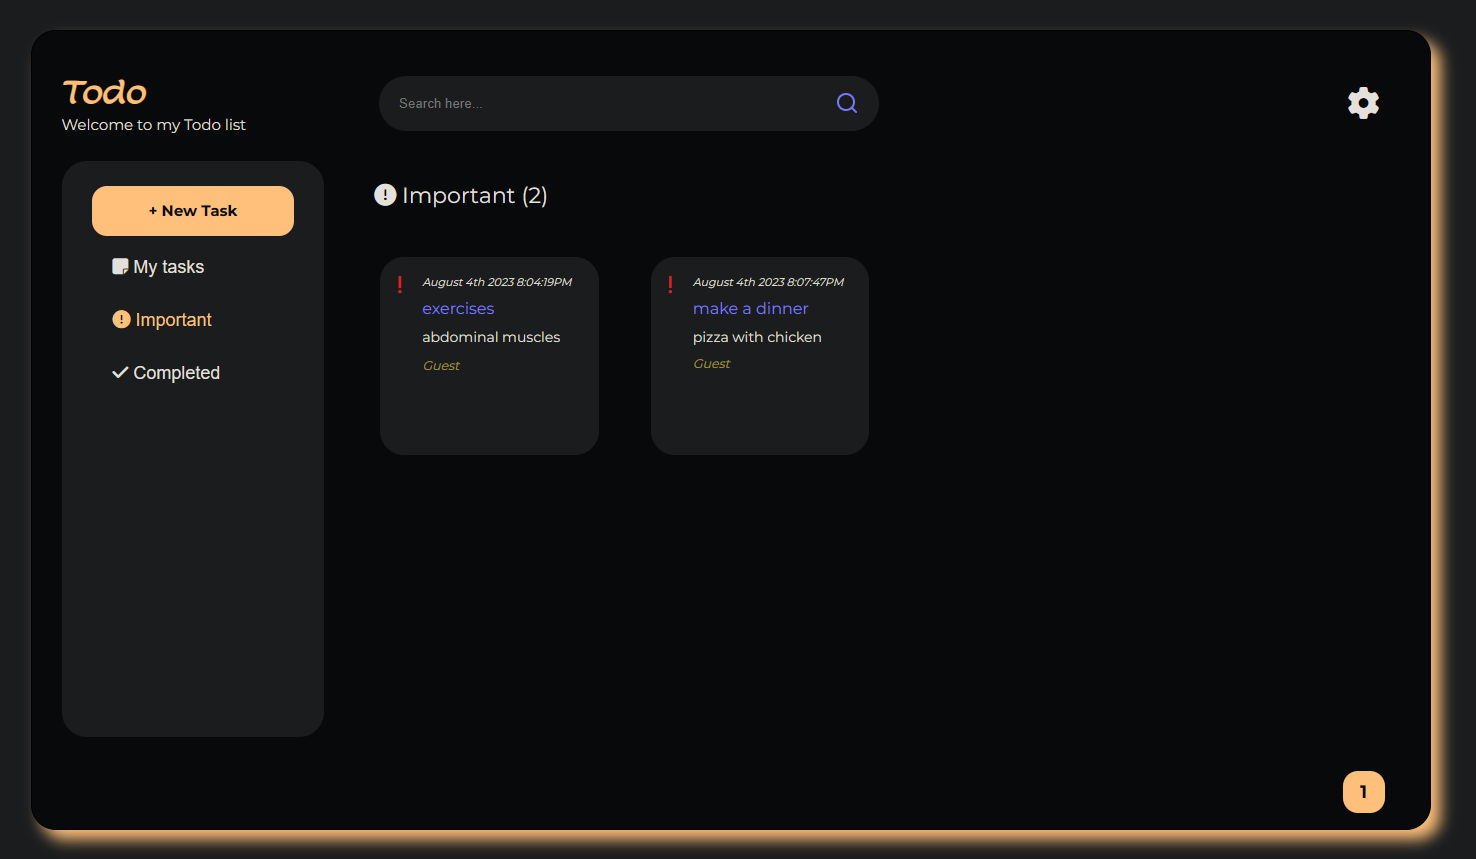 Todo
Welcome to my Todo list
Search here...
+ New Task
My tasks
Important
Completed
Important (2)
August 4th 2023 8:04:19PM
exercises
abdominal muscles
Guest
August 4th 2023 8:07:47PM
make a dinner
pizza with chicken
Guest
1